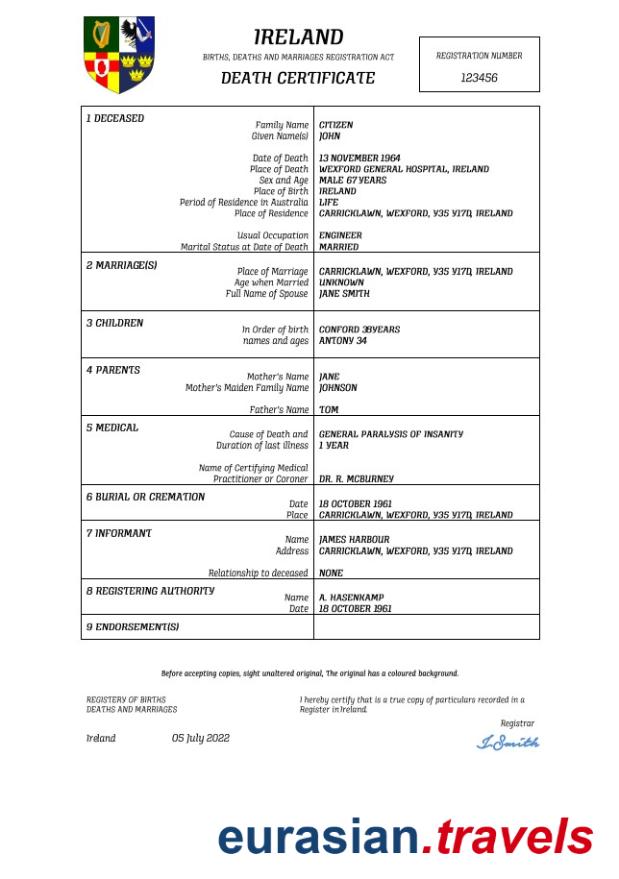 IRELAND
BIRTHS, DEATHS AND MARRIAGES REGISTRATION ACT
DEATH CERTIFICATE
REGISTRATION NUMBER
123456
1 DECEASED
Family Name CITIZEN
Given Name(s) JOHN
Date of Death 13 NOVEMBER 1964
Place of Death WEXFORD GENERAL HOSPITAL, IRELAND
Sex and Age MALE 67YEARS
Place of Birth IRELAND
Period of Residence in Australia LIFE
Place of Residence CARRICKLAWN, WEXFORD, Y35 Y17D, IRELAND
Usual Occupation ENGINEER
Marital Status at Date of Death MARRIED
2 MARRIAGE(S)
Place of Marriage CARRICKLAWN, WEXFORD, Y35 Y17D, IRELAND
Age when Married UNKNOWN
Full Name of Spouse JANE SMITH
3 CHILDREN
In Order of birth CONFORD 38YEARS
names and ages ANTONY 34
4 PARENTS
Mother's Name JANE
Mother's Maiden Family Name JOHNSON
Father's Name TOM
5 MEDICAL
Cause of Death and GENERAL PARALYSIS OF INSANITY
Duration of last illness 1 YEAR
Name of Certifying Medical
Practitioner or Coroner DR. R. MCBURNEY
6 BURIAL OR CREMATION
Date 18 OCTOBER 1961
Place CARRICKLAWN, WEXFORD, Y35 Y17D, IRELAND
7 INFORMANT
Name JAMES HARBOUR
Address CARRICKLAWN, WEXFORD, Y35 Y17D, IRELAND
Relationship to deceased NONE
8 REGISTERING AUTHORITY
Name A. HASENKAMP
Date 18 OCTOBER 1961
9 ENDORSEMENT(S)
Before accepting copies, sight unaltered original, The original has a coloured background.
REGISTERY OF BIRTHS
DEATHS AND MARRIAGES
I hereby certify that is a true copy of particulars recorded in a
Register in Ireland.
Registrar
Ireland 05 July 2022
I.Smith
eurasian.travels